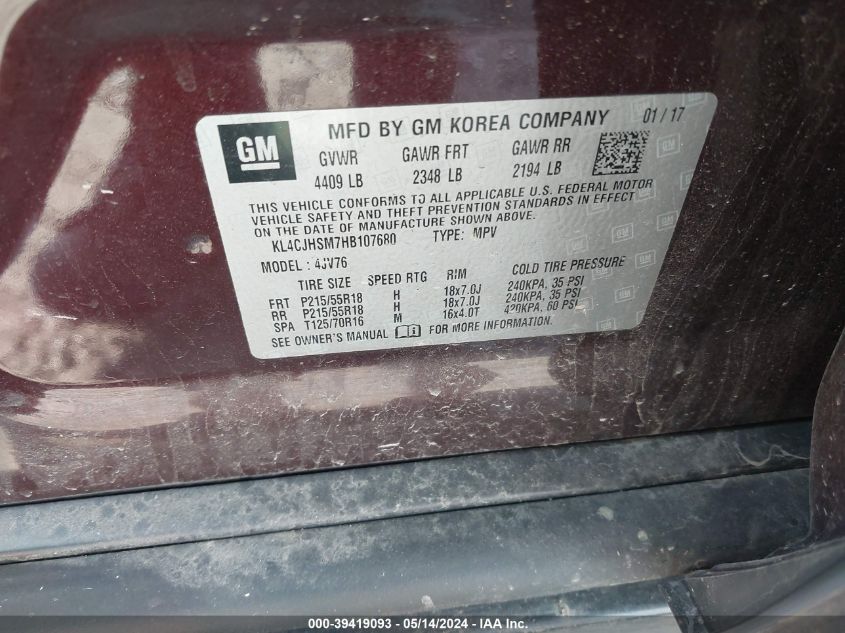 GM
MFD BY GM KOREA COMPANY 01 / 17
GVWR GAWR FRT GAWR RR
4409 LB 2348 LB 2194 LB
THIS VEHICLE CONFORMS TO ALL APPLICABLE U.S. FEDERAL MOTOR
VEHICLE SAFETY AND THEFT PREVENTION STANDARDS IN EFFECT
ON THE DATE OF MANUFACTURE SHOWN ABOVE.
KL4CJHSM7HB107680 TYPE: MPV
MODEL : 4JV76
TIRE SIZE SPEED RTG RIM COLD TIRE PRESSURE
FRT P215/55R18 H 18x7.0J 240KPA, 35 PSI
RR P215/55R18 H 18x7.0J 240KPA, 35 PSI
SPA T125/70R16 M 16x4.0T 420KPA, 60 PSI
SEE OWNER'S MANUAL FOR MORE INFORMATION.
000-39419093 - 05/14/2024 - IAA Inc.